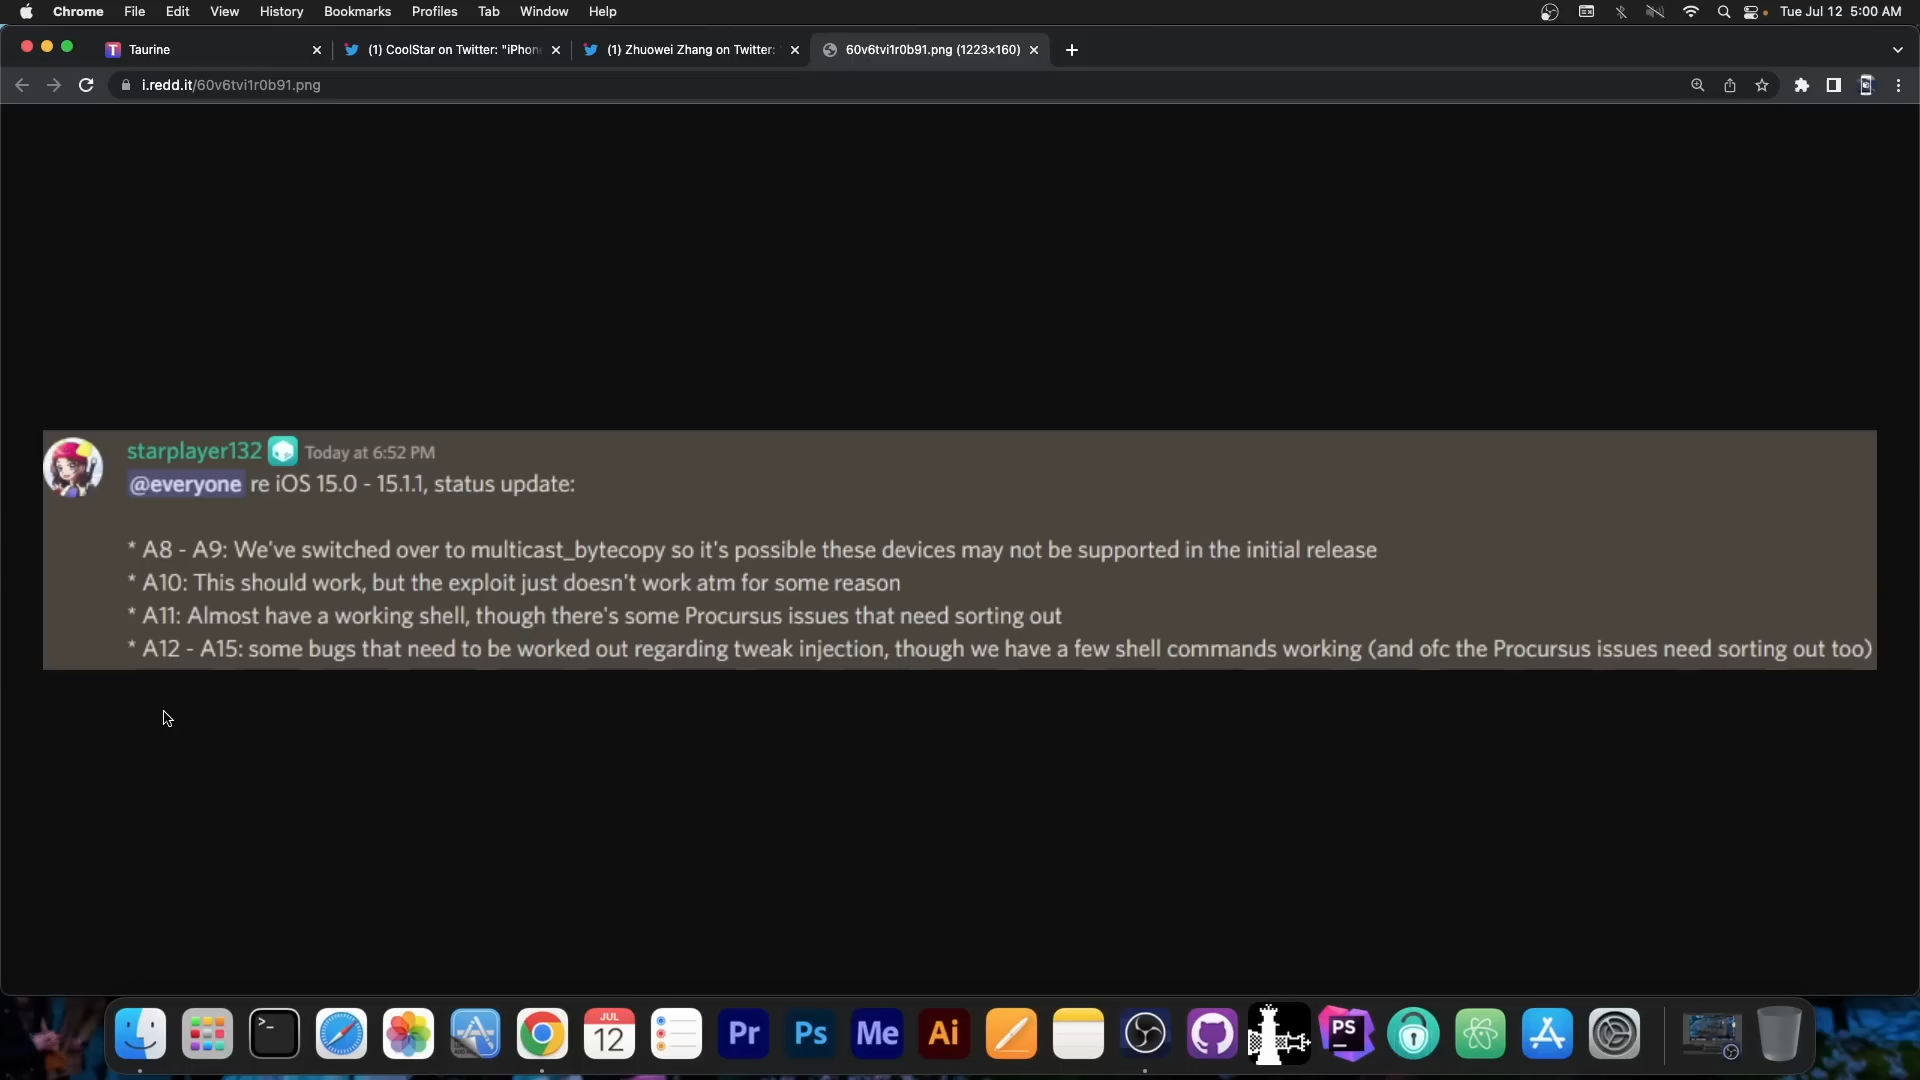 Chrome File Edit View History Bookmarks Profiles Tab Window Help Tue Jul 12 5:00 AM
T Taurine (1) CoolStar on Twitter: "iPhon (1) Zhuowei Zhang on Twitter: 60v6tvi1r0b91.png (1223×160)
i.redd.it/60v6tvi1r0b91.png
starplayer132 Today at 6:52 PM
@everyone re iOS 15.0 - 15.1.1, status update:
* A8 - A9: We've switched over to multicast_bytecopy so it's possible these devices may not be supported in the initial release
* A10: This should work, but the exploit just doesn't work atm for some reason
* A11: Almost have a working shell, though there's some Procursus issues that need sorting out
* A12 - A15: some bugs that need to be worked out regarding tweak injection, though we have a few shell commands working (and ofc the Procursus issues need sorting out too)
JUL
12
Pr Ps Me Ai PS